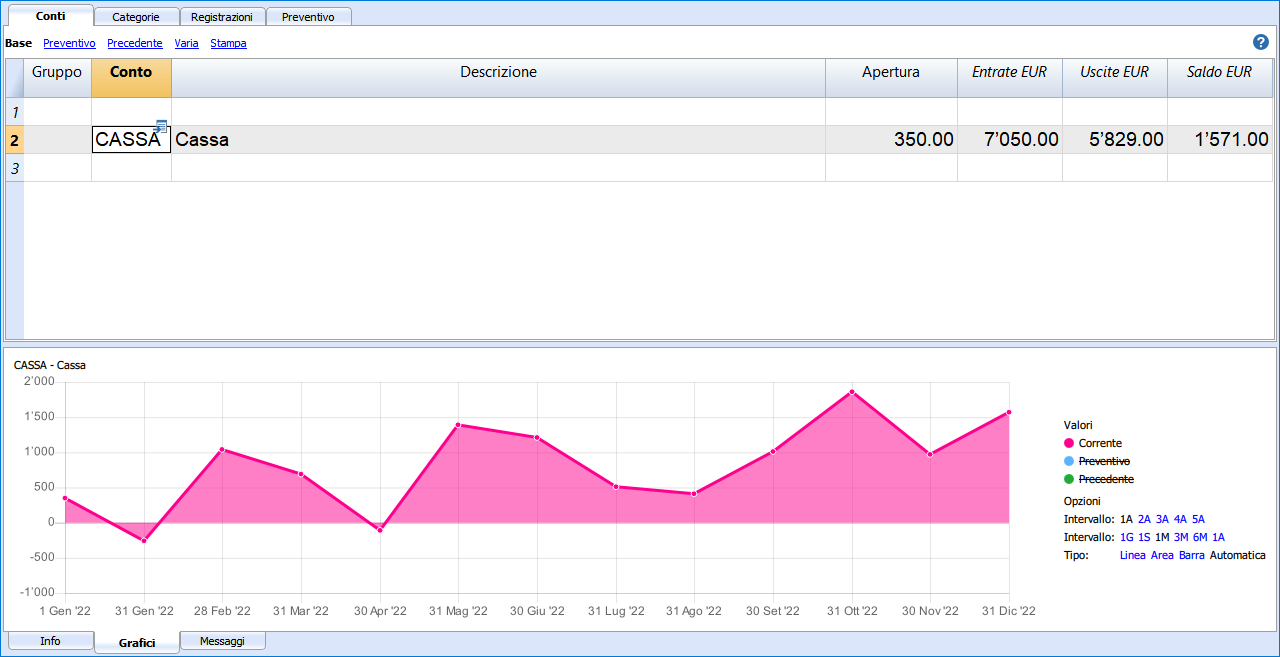 Conti Categorie Registrazioni Preventivo
Base Preventivo Precedente Varia Stampa ?
Gruppo Conto Descrizione Apertura Entrate EUR Uscite EUR Saldo EUR
1
2 CASSA Cassa 350.00 7’050.00 5’829.00 1’571.00
3
CASSA - Cassa
2’000
1’500
1’000
500
0
-500
-1’000
1 Gen '22 31 Gen '22 28 Feb '22 31 Mar '22 30 Apr '22 31 Mag '22 30 Giu '22 31 Lug '22 31 Ago '22 30 Set '22 31 Ott '22 30 Nov '22 31 Dic '22
Valori
Corrente
Preventivo
Precedente
Opzioni
Intervallo: 1A 2A 3A 4A 5A
Intervallo: 1G 1S 1M 3M 6M 1A
Tipo: Linea Area Barra Automatica
Info Grafici Messaggi